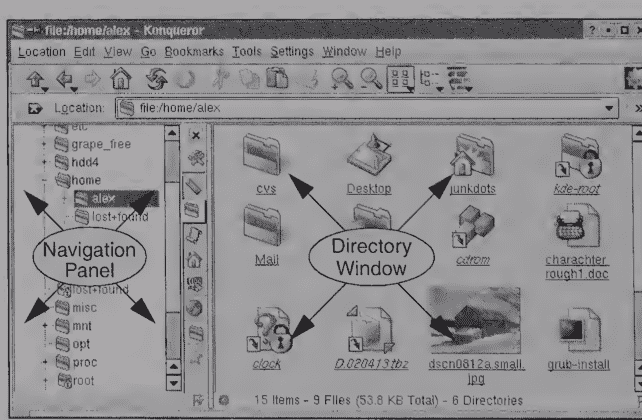 file:/home/alex - Konqueror
Location Edit View Go Bookmarks Tools Settings Window Help
Location: file:/home/alex
etc
grape_free
hdd4
home
alex
lost+found
Navigation
Panel
lost+found
misc
mnt
opt
proc
root
cvs Desktop junkdots kde-root
Directory
Window
Mail cdrom charachter
rough1.doc
clock D.020413.tbz dscn0812a.small.
jpg grub-install
15 Items - 9 Files (53.8 KB Total) - 6 Directories